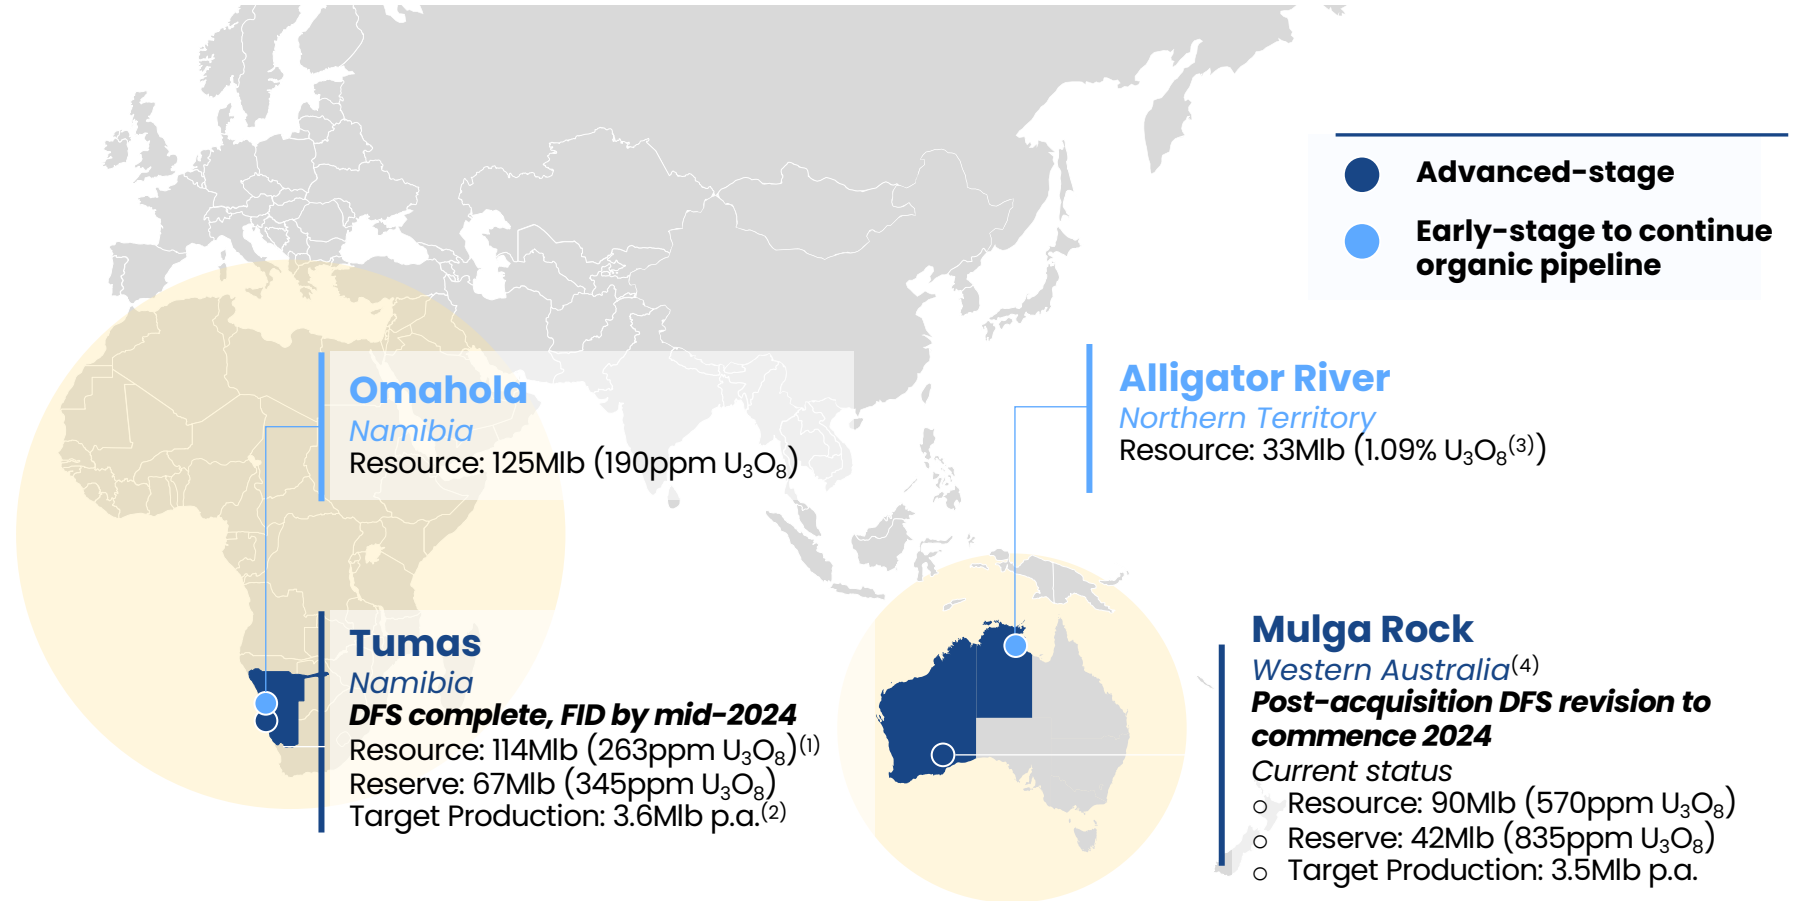 Advanced-stage
Early-stage to continue
organic pipeline
Omahola
Namibia
Resource: 125Mlb (190ppm U₃O₈)
Alligator River
Northern Territory
Resource: 33Mlb (1.09% U₃O₈⁽³⁾)
Tumas
Namibia
DFS complete, FID by mid-2024
Resource: 114Mlb (263ppm U₃O₈)⁽¹⁾
Reserve: 67Mlb (345ppm U₃O₈)
Target Production: 3.6Mlb p.a.⁽²⁾
Mulga Rock
Western Australia⁽⁴⁾
Post-acquisition DFS revision to
commence 2024
Current status
○ Resource: 90Mlb (570ppm U₃O₈)
○ Reserve: 42Mlb (835ppm U₃O₈)
○ Target Production: 3.5Mlb p.a.